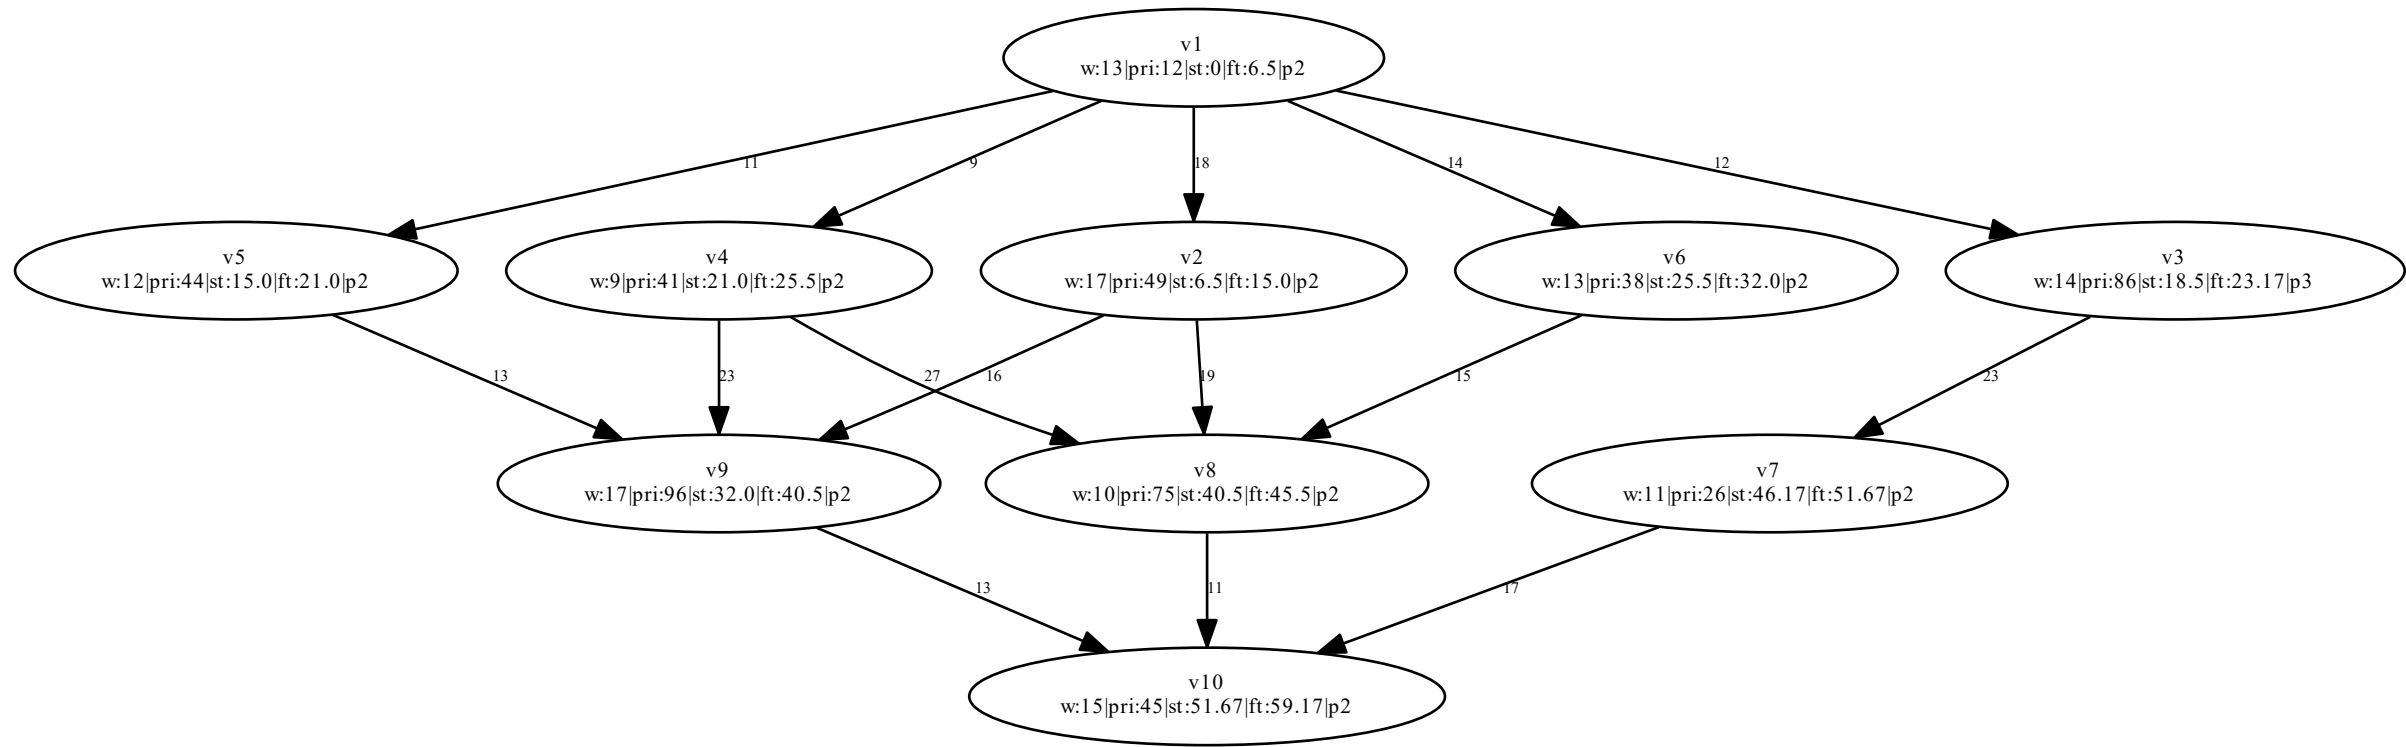 v1
w:13|pri:12|st:0|ft:6.5|p2
11
9
18
14
12
v5
w:12|pri:44|st:15.0|ft:21.0|p2
v4
w:9|pri:41|st:21.0|ft:25.5|p2
v2
w:17|pri:49|st:6.5|ft:15.0|p2
v6
w:13|pri:38|st:25.5|ft:32.0|p2
v3
w:14|pri:86|st:18.5|ft:23.17|p3
13
23
27
16
19
15
23
v9
w:17|pri:96|st:32.0|ft:40.5|p2
v8
w:10|pri:75|st:40.5|ft:45.5|p2
v7
w:11|pri:26|st:46.17|ft:51.67|p2
13
11
17
v10
w:15|pri:45|st:51.67|ft:59.17|p2